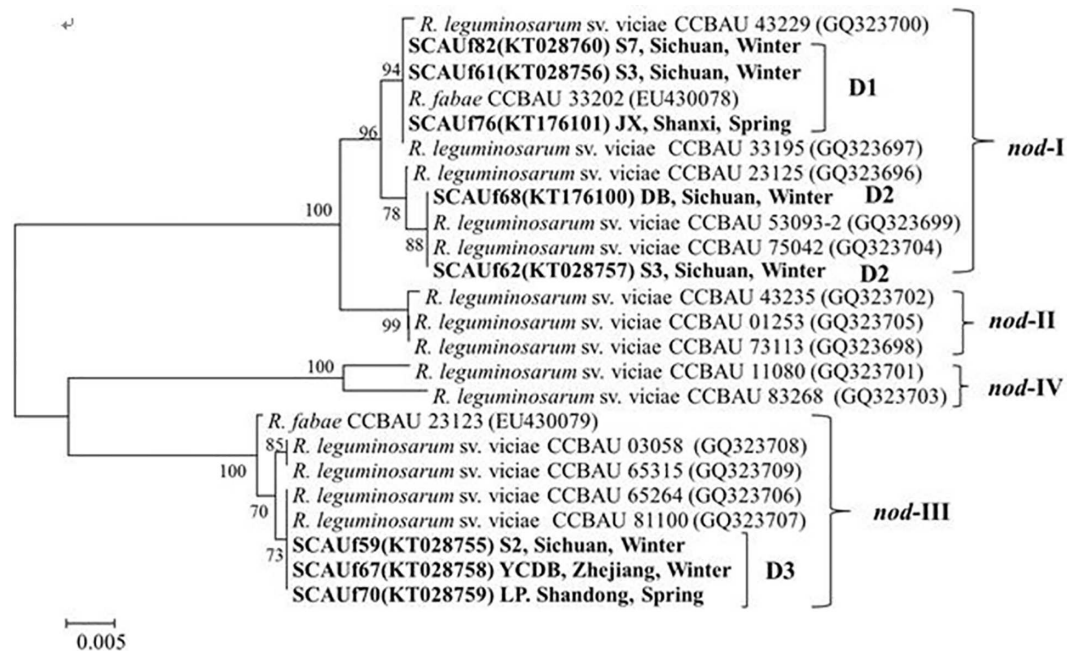 R. leguminosarum sv. viciae CCBAU 43229 (GQ323700)
SCAUf82(KT028760) S7, Sichuan, Winter
94
SCAUf61(KT028756) S3, Sichuan, Winter
D1
R. fabae CCBAU 33202 (EU430078)
SCAUf76(KT176101) JX, Shanxi, Spring
96
R. leguminosarum sv. viciae CCBAU 33195 (GQ323697)
nod-I
R. leguminosarum sv. viciae CCBAU 23125 (GQ323696)
SCAUf68(KT176100) DB, Sichuan, Winter D2
100
78
R. leguminosarum sv. viciae CCBAU 53093-2 (GQ323699)
88
R. leguminosarum sv. viciae CCBAU 75042 (GQ323704)
SCAUf62(KT028757) S3, Sichuan, Winter D2
R. leguminosarum sv. viciae CCBAU 43235 (GQ323702)
99
R. leguminosarum sv. viciae CCBAU 01253 (GQ323705)
nod-II
R. leguminosarum sv. viciae CCBAU 73113 (GQ323698)
100
R. leguminosarum sv. viciae CCBAU 11080 (GQ323701)
nod-IV
R. leguminosarum sv. viciae CCBAU 83268 (GQ323703)
R. fabae CCBAU 23123 (EU430079)
85
R. leguminosarum sv. viciae CCBAU 03058 (GQ323708)
100
R. leguminosarum sv. viciae CCBAU 65315 (GQ323709)
R. leguminosarum sv. viciae CCBAU 65264 (GQ323706)
70
R. leguminosarum sv. viciae CCBAU 81100 (GQ323707)
nod-III
73
SCAUf59(KT028755) S2, Sichuan, Winter
SCAUf67(KT028758) YCDB, Zhejiang, Winter
D3
SCAUf70(KT028759) LP. Shandong, Spring
0.005